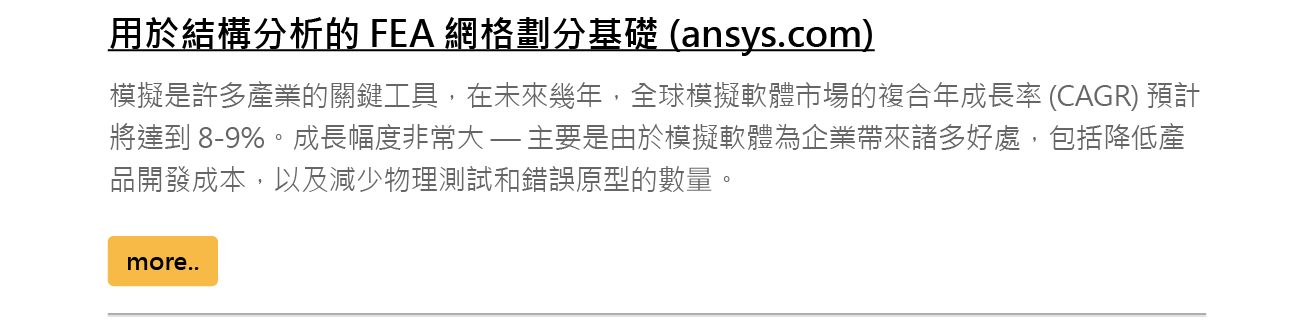 用於結構分析的 FEA 網格劃分基礎 (ansys.com)
模擬是許多產業的關鍵工具，在未來幾年，全球模擬軟體市場的複合年成長率 (CAGR) 預計
將達到 8-9%。成長幅度非常大 — 主要是由於模擬軟體為企業帶來諸多好處，包括降低產
品開發成本，以及減少物理測試和錯誤原型的數量。
more..